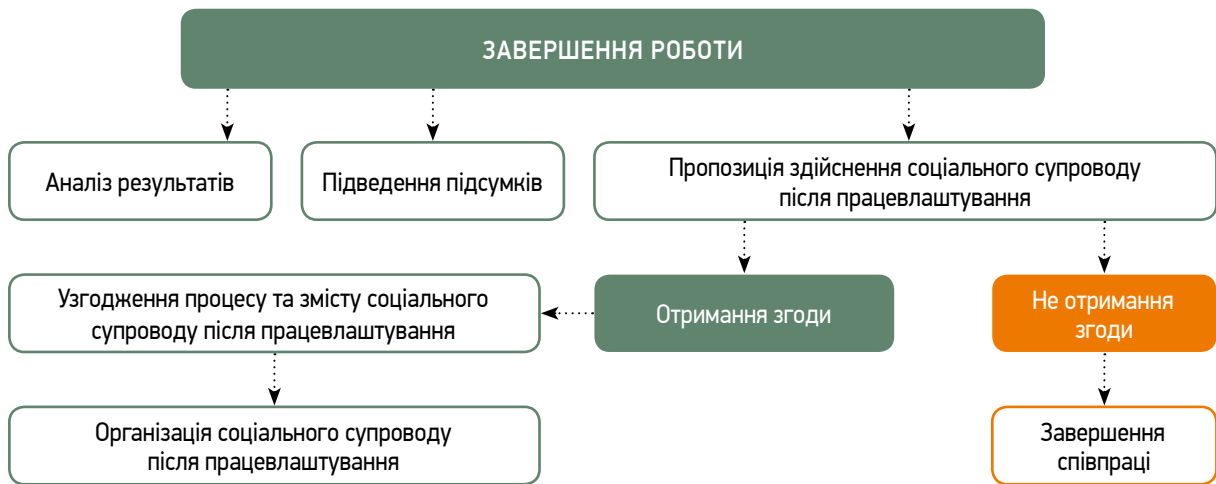 ЗАВЕРШЕННЯ РОБОТИ
Аналіз результатів
Підведення підсумків
Пропозиція здійснення соціального супроводу
після працевлаштування
Узгодження процесу та змісту соціального
супроводу після працевлаштування
Отримання згоди
Не отримання
згоди
Організація соціального супроводу
після працевлаштування
Завершення
співпраці